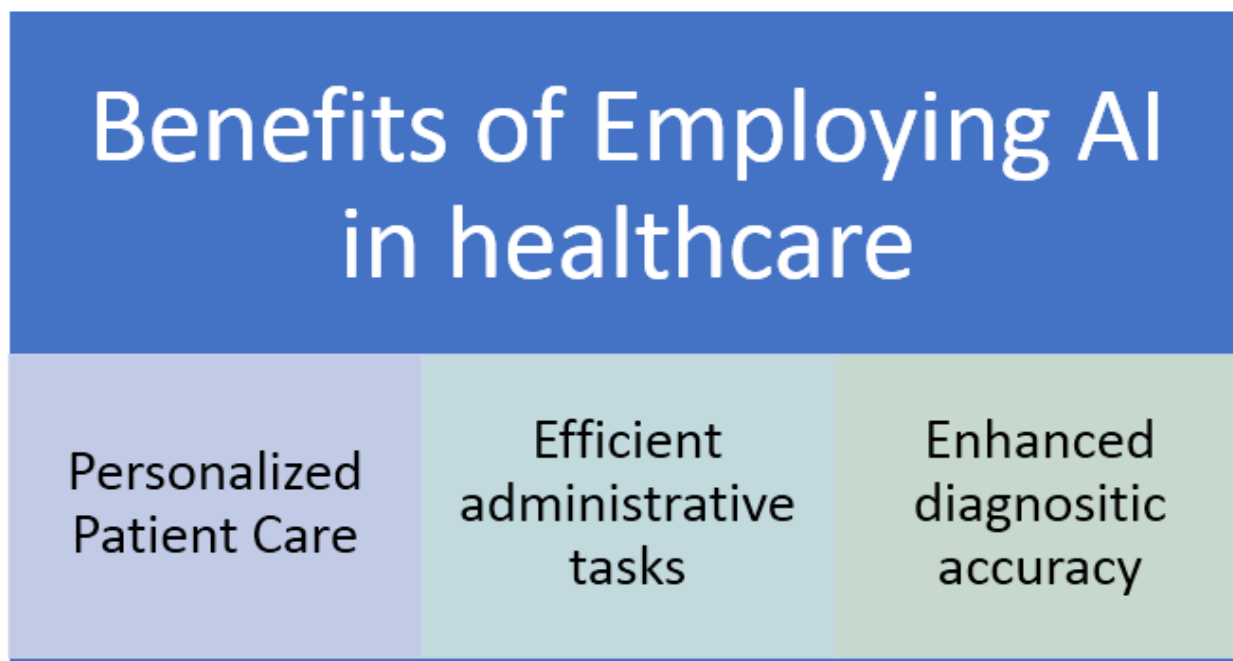 Benefits of Employing AI
in healthcare
Personalized
Patient Care
Efficient
administrative
tasks
Enhanced
diagnositic
accuracy